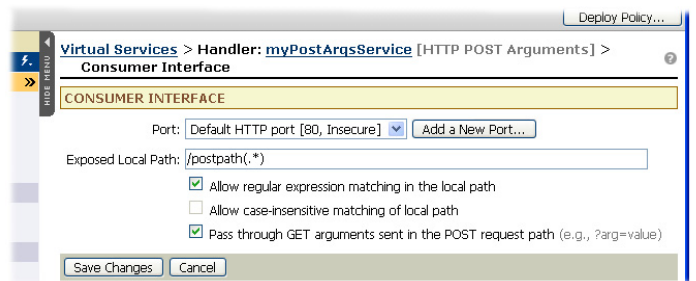 Deploy Policy...
Virtual Services > Handler: myPostArgsService [HTTP POST Arguments] >
Consumer Interface
HIDE MENU
CONSUMER INTERFACE
Port: Default HTTP port [80, Insecure] Add a New Port...
Exposed Local Path: /postpath(.*)
Allow regular expression matching in the local path
Allow case-insensitive matching of local path
Pass through GET arguments sent in the POST request path (e.g., ?arg=value)
Save Changes Cancel